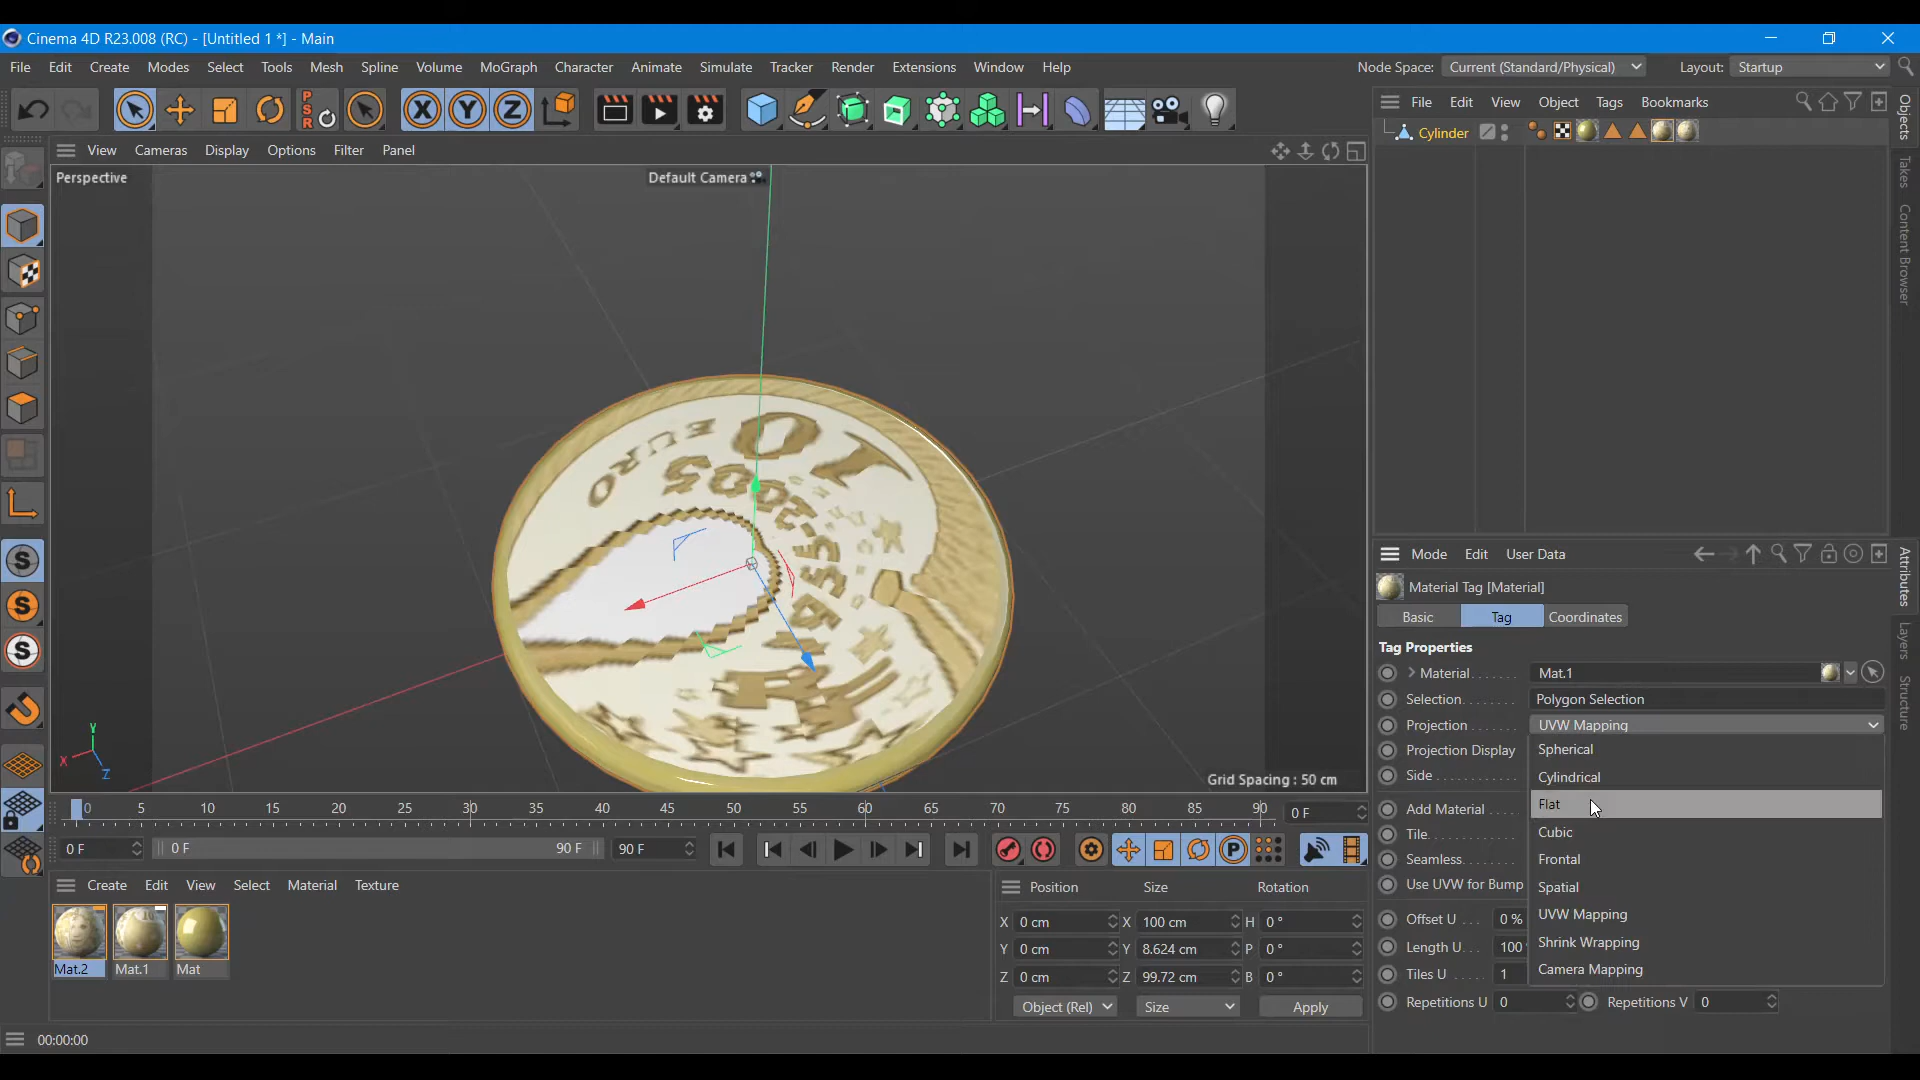 Cinema 4D R23.008 (RC) - [Untitled 1 *] - Main
File Edit Create Modes Select Tools Mesh Spline Volume MoGraph Character Animate Simulate Tracker Render Extensions Window Help
Node Space: Current (Standard/Physical) Layout: Startup
PSR X Y Z
File Edit View Object Tags Bookmarks
Cylinder
View Cameras Display Options Filter Panel
Perspective
Default Camera
Objects
Takes
Content Browser
EURO
10
Y
X
Z
Grid Spacing : 50 cm
Mode Edit User Data
Attributes
Layers
Structure
Material Tag [Material]
Basic Tag Coordinates
Tag Properties
Material Mat.1
Selection Polygon Selection
Projection UVW Mapping
Projection Display
Side
Add Material
Tile
Seamless
Use UVW for Bump
Spherical
Cylindrical
Flat
Cubic
Frontal
Spatial
UVW Mapping
Shrink Wrapping
Camera Mapping
Offset U 0 %
Length U 100
Tiles U 1
Repetitions U 0 Repetitions V 0
0 5 10 15 20 25 30 35 40 45 50 55 60 65 70 75 80 85 90 0 F
0 F 0 F 90 F 90 F
Create Edit View Select Material Texture
Mat.2 Mat.1 Mat
Position Size Rotation
X 0 cm X 100 cm H 0 °
Y 0 cm Y 8.624 cm P 0 °
Z 0 cm Z 99.72 cm B 0 °
Object (Rel) Size Apply
00:00:00